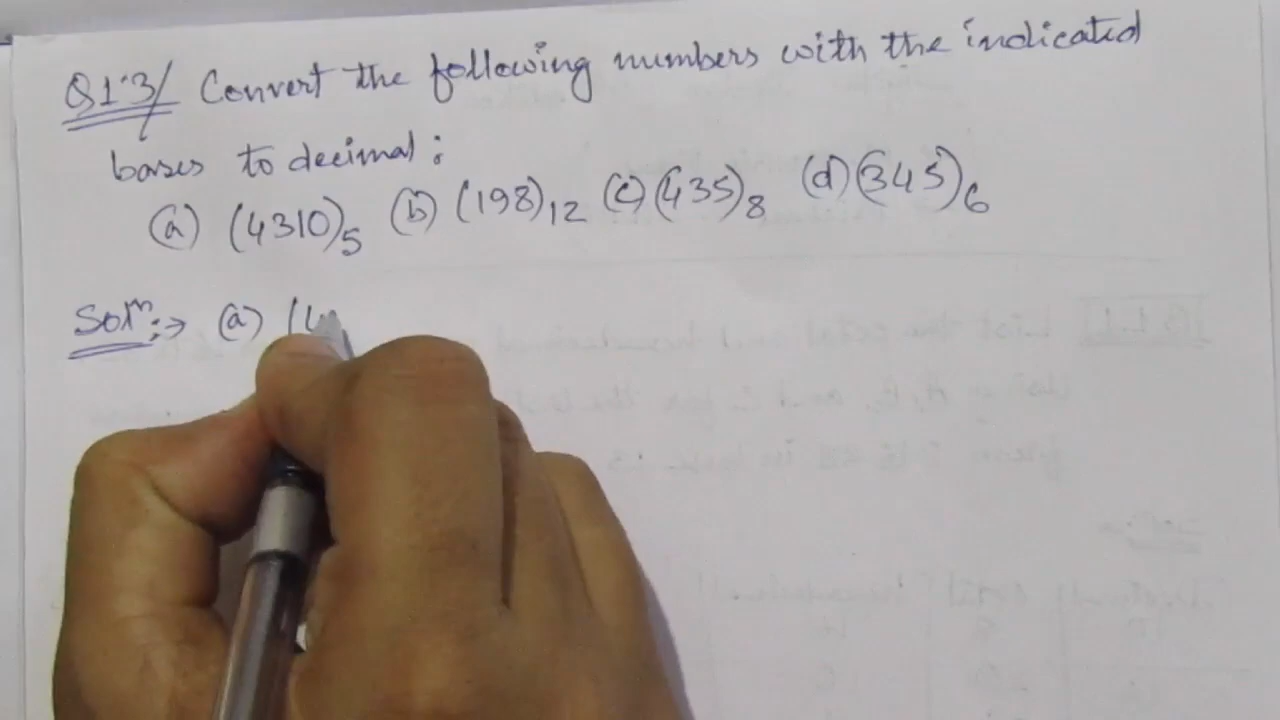 Q1.3/ Convert the following numbers with the indicated
bases to decimal:
(a) (4310)5 (b) (198)12 (c) (435)8 (d) (345)6
Solⁿ:→ (a) (4